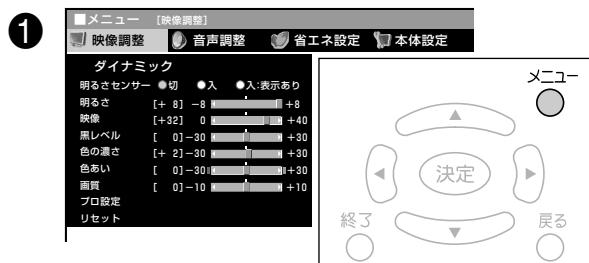 ❶
■メニュー [映像調整]
映像調整 音声調整 省エネ設定 本体設定
ダイナミック
明るさセンサー ●切 ●入 ●入:表示あり
明るさ [+ 8] －8 +8
映像 [+32] 0 +40
黒レベル [ 0]－30 +30
色の濃さ [+ 2]－30 +30
色あい [ 0]－30 +30
画質 [ 0]－10 +10
プロ設定
リセット
メニュー
決定
終了 戻る